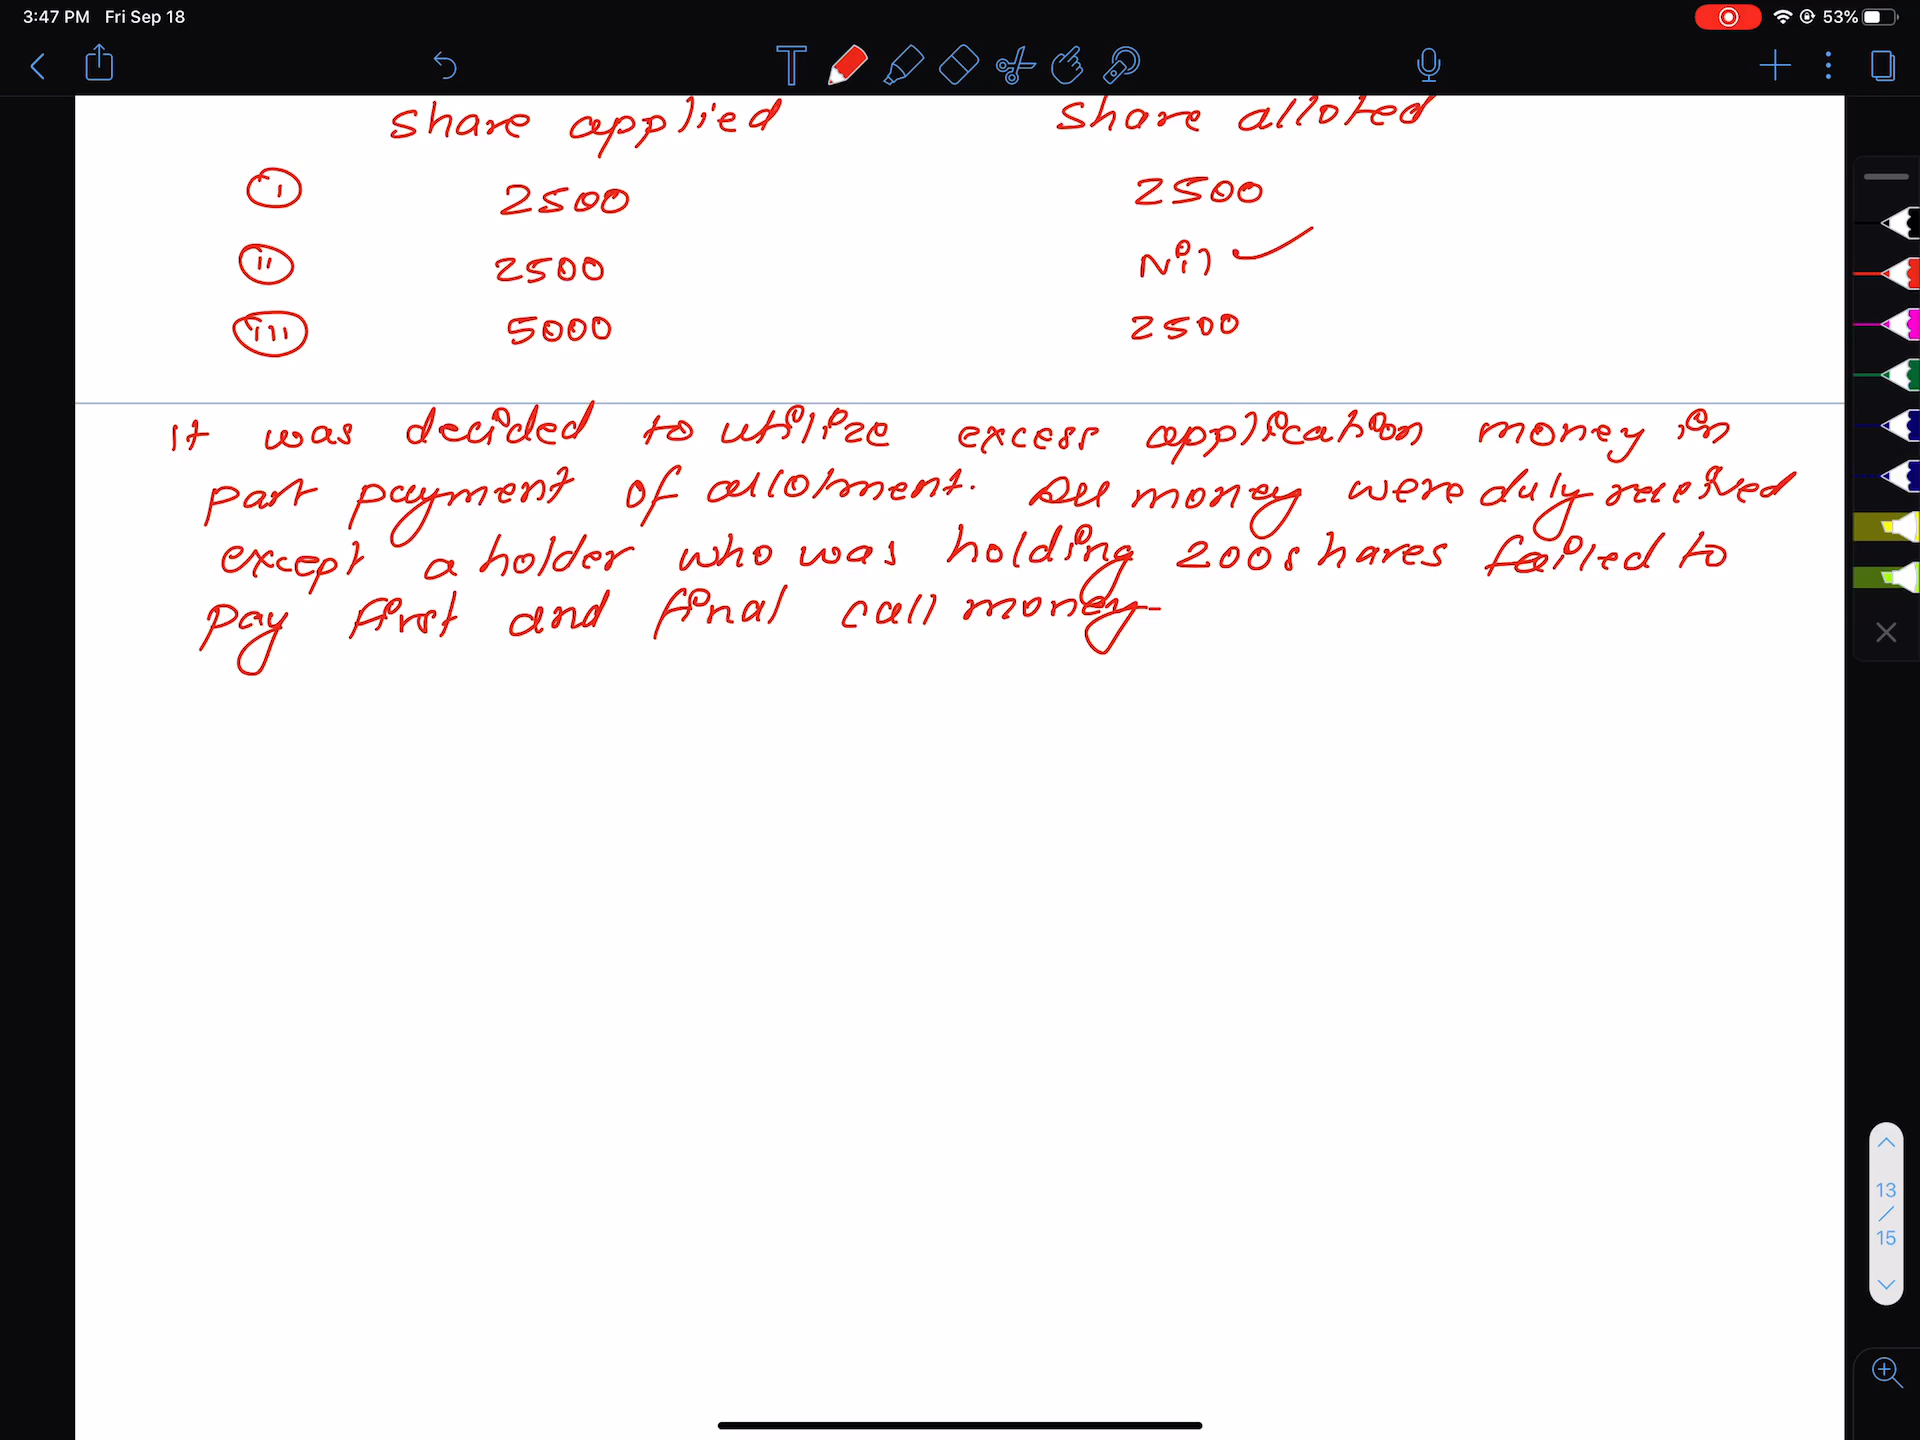 3:47 PM Fri Sep 18 53%
T
share applied share alloted
i 2500 2500
ii 2500 Nil
iii 5000 2500
It was decided to utilize excess application money in
part payment of allotment. All money were duly received
except a holder who was holding 200 shares failed to
pay first and final call money
13
/
15